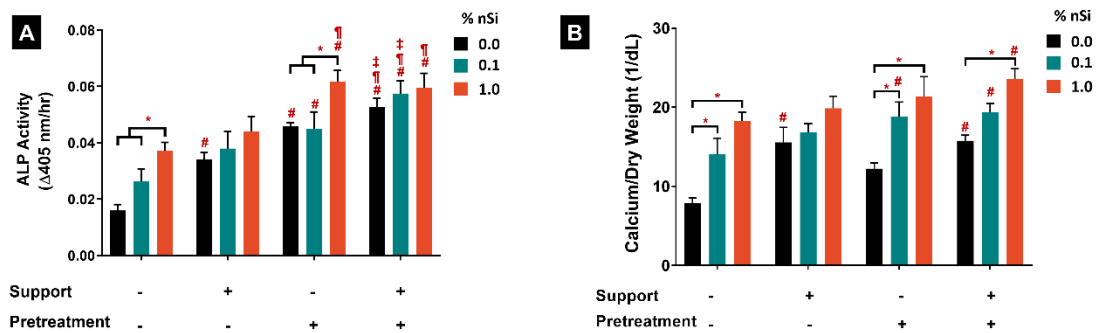 A
ALP Activity
(Δ405 nm/hr)
0.08
0.06
0.04
0.02
0.00
* # * # # ¶ # ‡ ¶ # ‡ ¶ # ¶ #
% nSi
0.0
0.1
1.0
Support - + - +
Pretreatment - - + +
B
Calcium/Dry Weight (1/dL)
30
20
10
0
* * # * # * # # * #
% nSi
0.0
0.1
1.0
Support - + - +
Pretreatment - - + +